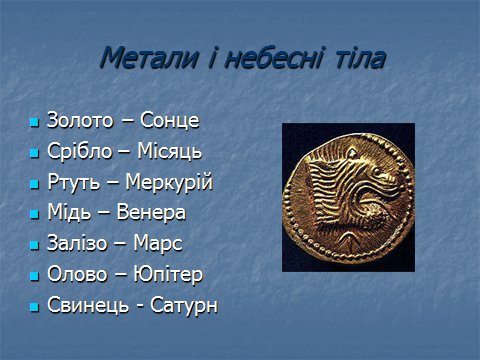 Метали і небесні тіла
Золото – Сонце
Срібло – Місяць
Ртуть – Меркурій
Мідь – Венера
Залізо – Марс
Олово – Юпітер
Свинець - Сатурн